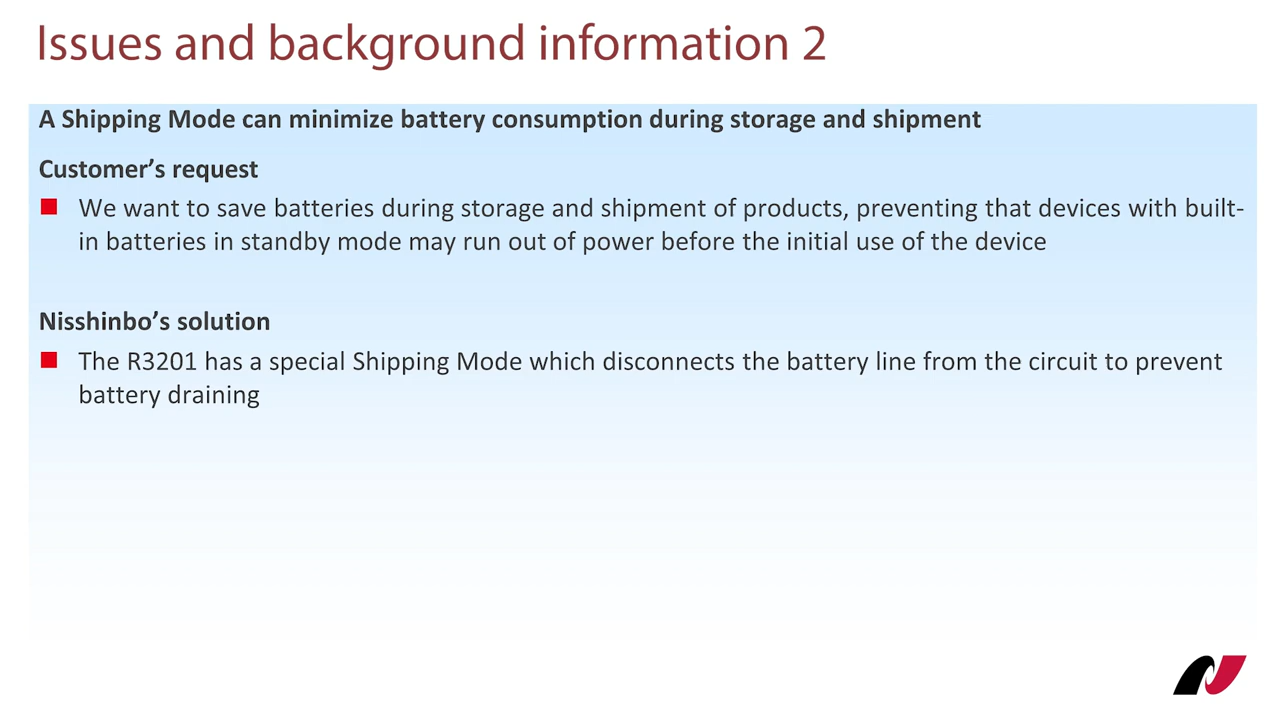 Issues and background information 2
A Shipping Mode can minimize battery consumption during storage and shipment
Customer’s request
We want to save batteries during storage and shipment of products, preventing that devices with built-
in batteries in standby mode may run out of power before the initial use of the device
Nisshinbo’s solution
The R3201 has a special Shipping Mode which disconnects the battery line from the circuit to prevent
battery draining